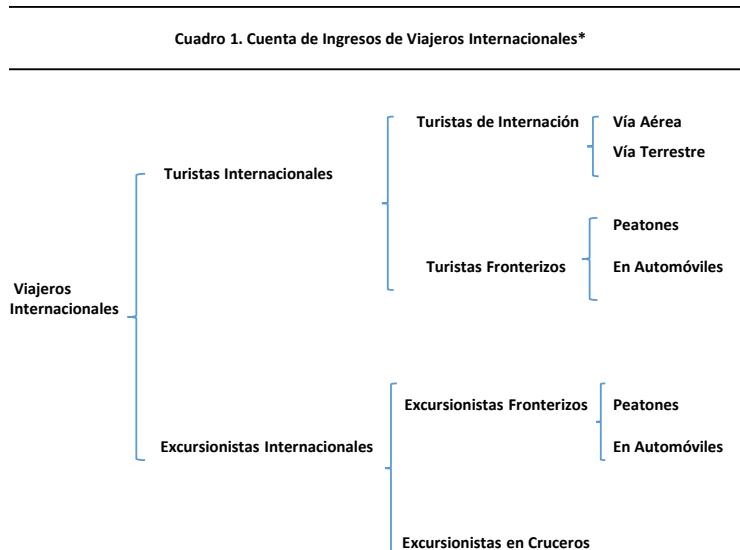 Cuadro 1. Cuenta de Ingresos de Viajeros Internacionales*
Turistas de Internación
Vía Aérea
Vía Terrestre
Turistas Internacionales
Peatones
Turistas Fronterizos
En Automóviles
Viajeros
Internacionales
Excursionistas Fronterizos
Peatones
Excursionistas Internacionales
En Automóviles
Excursionistas en Cruceros